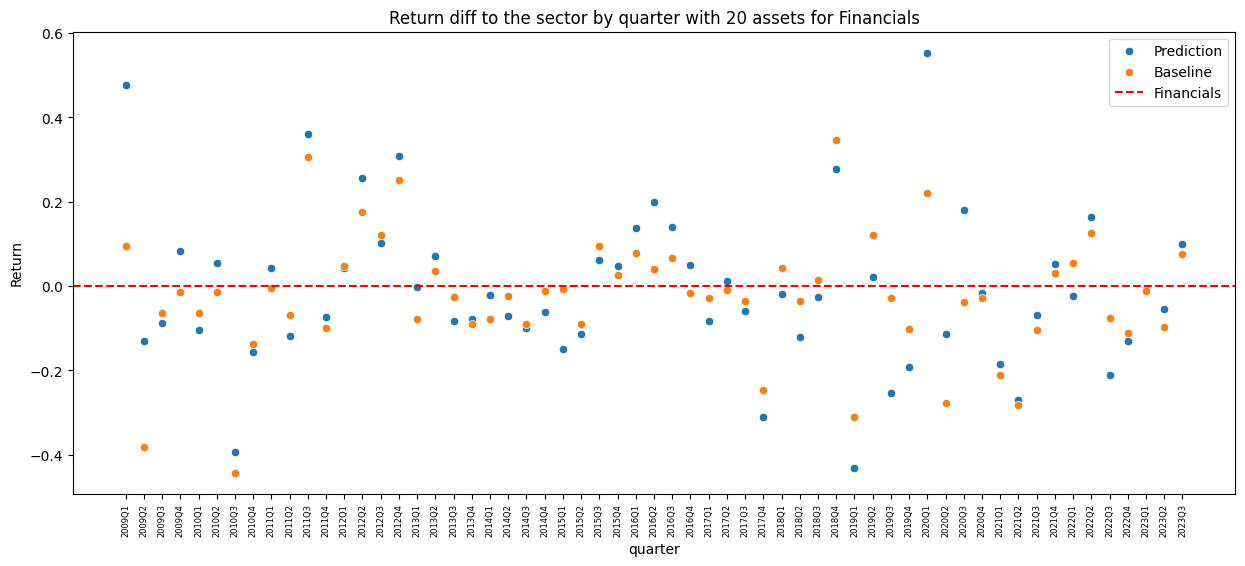 Return diff to the sector by quarter with 20 assets for Financials
0.6
0.4
0.2
0.0
−0.2
−0.4
Return
Prediction
Baseline
Financials
2009Q1
2009Q2
2009Q3
2009Q4
2010Q1
2010Q2
2010Q3
2010Q4
2011Q1
2011Q2
2011Q3
2011Q4
2012Q1
2012Q2
2012Q3
2012Q4
2013Q1
2013Q2
2013Q3
2013Q4
2014Q1
2014Q2
2014Q3
2014Q4
2015Q1
2015Q2
2015Q3
2015Q4
2016Q1
2016Q2
2016Q3
2016Q4
2017Q1
2017Q2
2017Q3
2017Q4
2018Q1
2018Q2
2018Q3
2018Q4
2019Q1
2019Q2
2019Q3
2019Q4
2020Q1
2020Q2
2020Q3
2020Q4
2021Q1
2021Q2
2021Q3
2021Q4
2022Q1
2022Q2
2022Q3
2022Q4
2023Q1
2023Q2
2023Q3
quarter